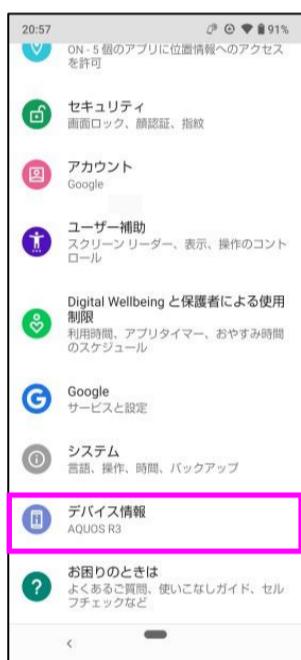 20:57
91%
ON - 5 個のアプリに位置情報へのアクセス
を許可
セキュリティ
画面ロック、顔認証、指紋
アカウント
Google
ユーザー補助
スクリーン リーダー、表示、操作のコント
ロール
Digital Wellbeing と保護者による使用
制限
利用時間、アプリタイマー、おやすみ時間
のスケジュール
Google
サービスと設定
システム
言語、操作、時間、バックアップ
デバイス情報
AQUOS R3
お困りのときは
よくあるご質問、使いこなしガイド、セル
フチェックなど